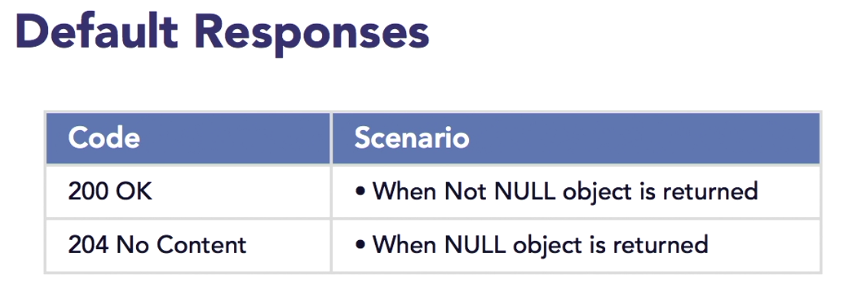 Default Responses
Code Scenario
200 OK • When Not NULL object is returned
204 No Content • When NULL object is returned